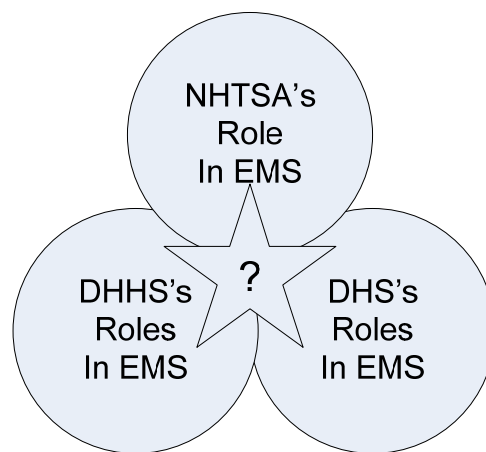 NHTSA’s
Role
In EMS
?
DHHS’s
Roles
In EMS
DHS’s
Roles
In EMS